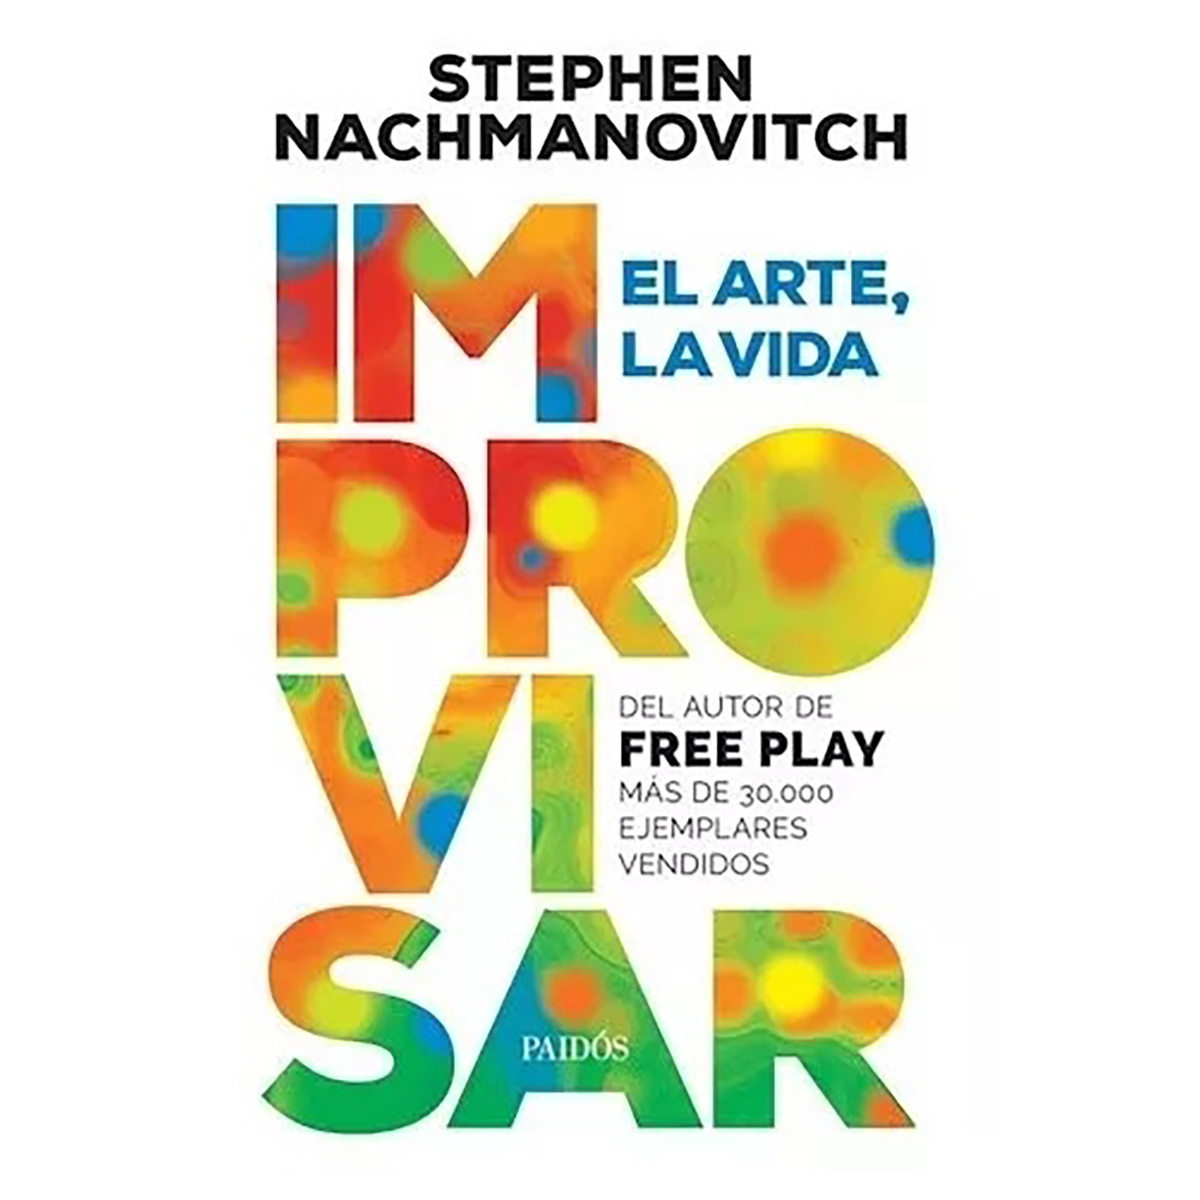 STEPHEN
NACHMANOVITCH
IM
EL ARTE,
LA VIDA
PRO
VI
DEL AUTOR DE
FREE PLAY
MÁS DE 30.000
EJEMPLARES
VENDIDOS
SAR
PAIDÓS